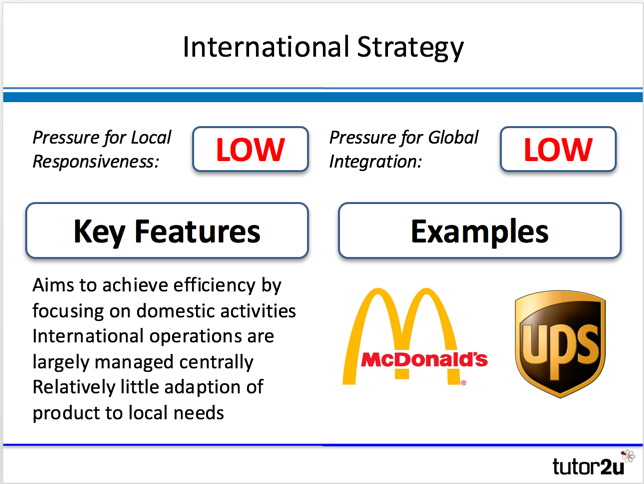 International Strategy
Pressure for Local
Responsiveness:
LOW
Pressure for Global
Integration:
LOW
Key Features
Examples
Aims to achieve efficiency by
focusing on domestic activities
International operations are
largely managed centrally
Relatively little adaption of
product to local needs
McDonald's
®
ups
tutor2u